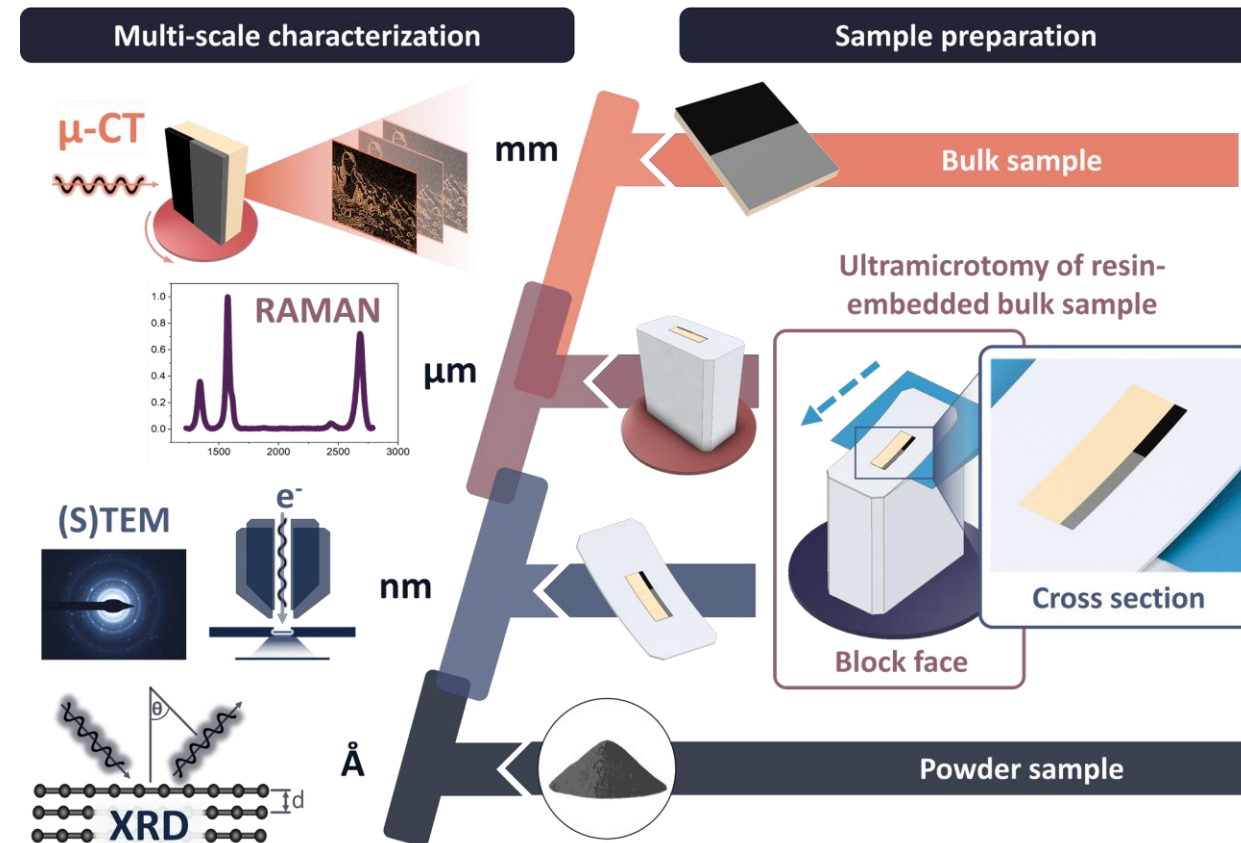 Multi-scale characterization
Sample preparation
μ-CT
mm
Bulk sample
Ultramicrotomy of resin-
embedded bulk sample
RAMAN
1.0
0.8
0.6
0.4
0.2
0.0
1500 2000 2500 3000
μm
(S)TEM
e⁻
nm
Cross section
Block face
θ
Å
Powder sample
d
XRD